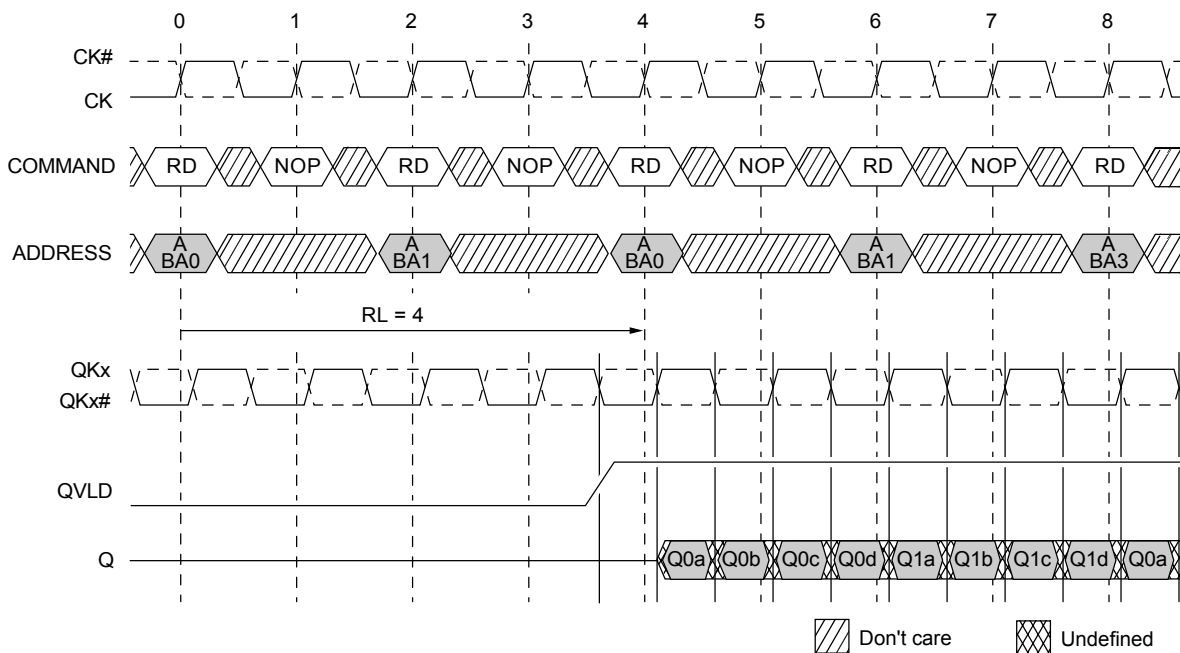 0 1 2 3 4 5 6 7 8
CK#
CK
COMMAND RD NOP RD NOP RD NOP RD NOP RD
ADDRESS A BA0 A BA1 A BA0 A BA1 A BA3
RL = 4
QKx
QKx#
QVLD
Q Q0a Q0b Q0c Q0d Q1a Q1b Q1c Q1d Q0a
Don't care Undefined